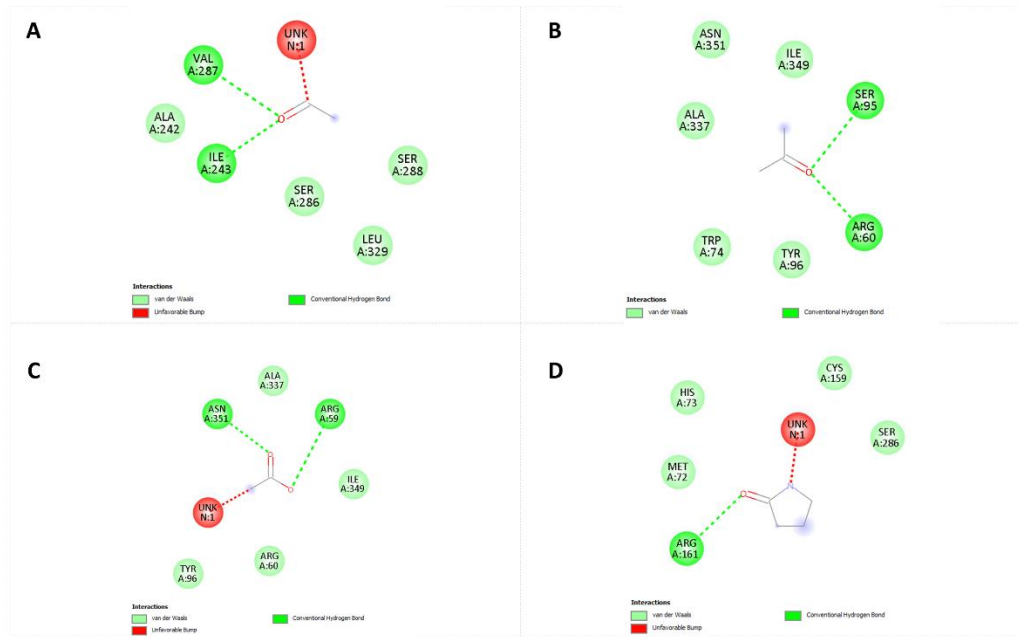 A
UNK
N:1
VAL
A:287
O
ALA
A:242
ILE
A:243
SER
A:288
SER
A:286
LEU
A:329
Interactions
van der Waals
Unfavorable Bump
Conventional Hydrogen Bond
B
ASN
A:351
ILE
A:349
SER
A:95
ALA
A:337
O
ARG
A:60
TRP
A:74
TYR
A:96
Interactions
van der Waals
Conventional Hydrogen Bond
C
ALA
A:337
ASN
A:351
ARG
A:59
O
O
ILE
A:349
UNK
N:1
ARG
A:60
TYR
A:96
Interactions
van der Waals
Unfavorable Bump
Conventional Hydrogen Bond
D
CYS
A:159
HIS
A:73
UNK
N:1
SER
A:286
MET
A:72
O
N
ARG
A:161
Interactions
van der Waals
Unfavorable Bump
Conventional Hydrogen Bond